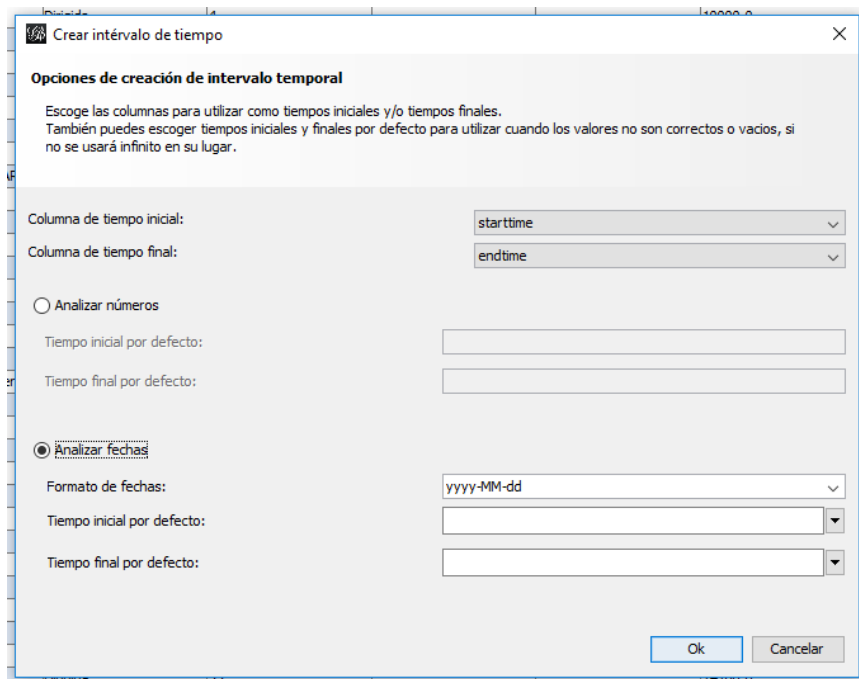 Crear intérvalo de tiempo
Opciones de creación de intervalo temporal
Escoge las columnas para utilizar como tiempos iniciales y/o tiempos finales.
También puedes escoger tiempos iniciales y finales por defecto para utilizar cuando los valores no son correctos o vacios, si
no se usará infinito en su lugar.
Columna de tiempo inicial: starttime
Columna de tiempo final: endtime
Analizar números
Tiempo inicial por defecto:
Tiempo final por defecto:
Analizar fechas
Formato de fechas: yyyy-MM-dd
Tiempo inicial por defecto:
Tiempo final por defecto:
Ok Cancelar